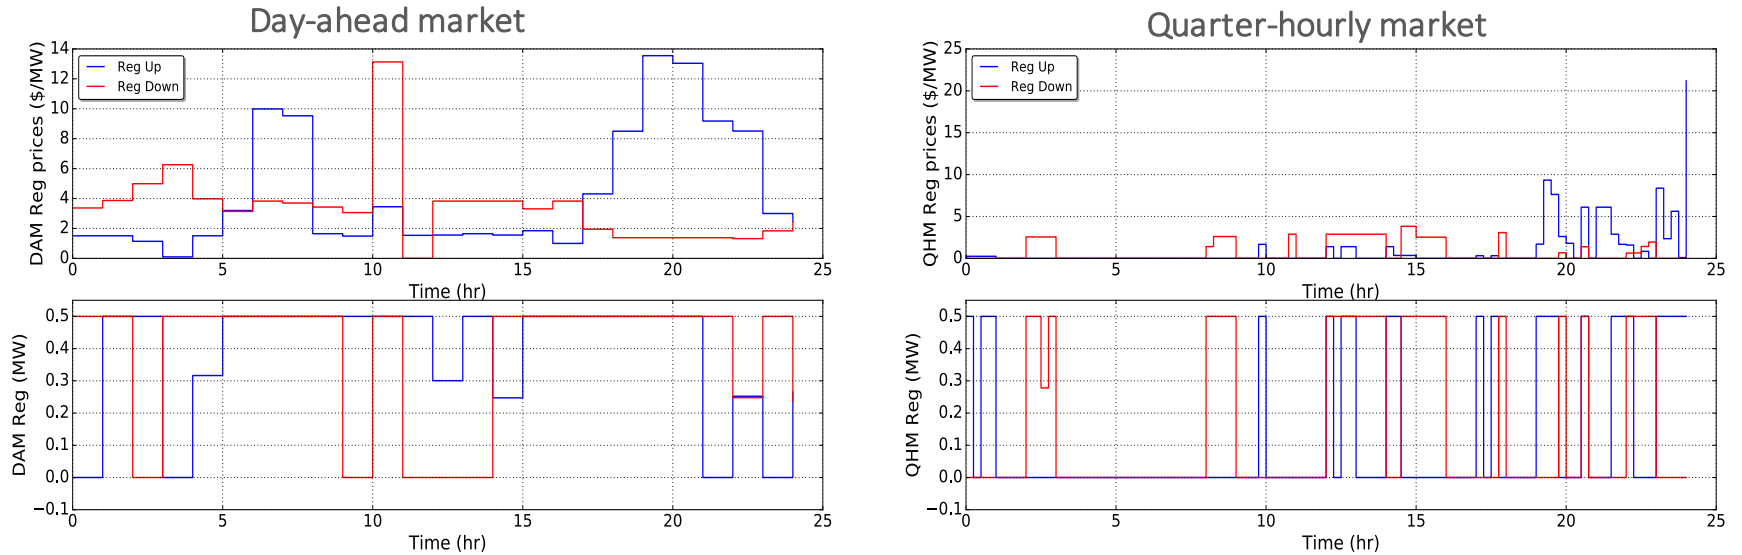 Day-ahead market
DAM Reg prices ($/MW)
14
12
10
8
6
4
2
0
Reg Up
Reg Down
0 5 10 15 20 25
Time (hr)
DAM Reg (MW)
0.5
0.4
0.3
0.2
0.1
0.0
−0.1
0 5 10 15 20 25
Time (hr)
Quarter-hourly market
QHM Reg prices ($/MW)
25
20
15
10
5
0
Reg Up
Reg Down
0 5 10 15 20 25
Time (hr)
QHM Reg (MW)
0.5
0.4
0.3
0.2
0.1
0.0
−0.1
0 5 10 15 20 25
Time (hr)